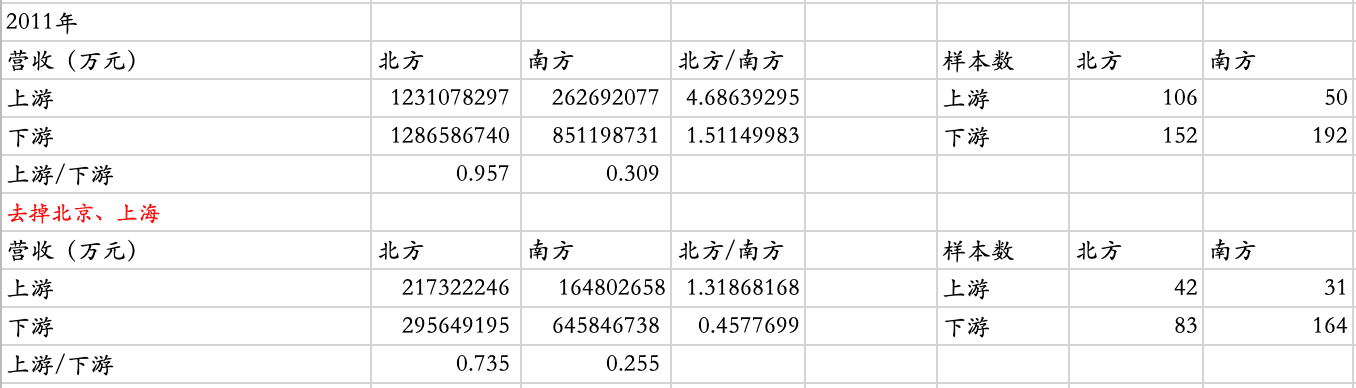 2011年
营收（万元） 北方 南方 北方/南方 样本数 北方 南方
上游 1231078297 262692077 4.68639295 上游 106 50
下游 1286586740 851198731 1.51149983 下游 152 192
上游/下游 0.957 0.309
去掉北京、上海
营收（万元） 北方 南方 北方/南方 样本数 北方 南方
上游 217322246 164802658 1.31868168 上游 42 31
下游 295649195 645846738 0.4577699 下游 83 164
上游/下游 0.735 0.255